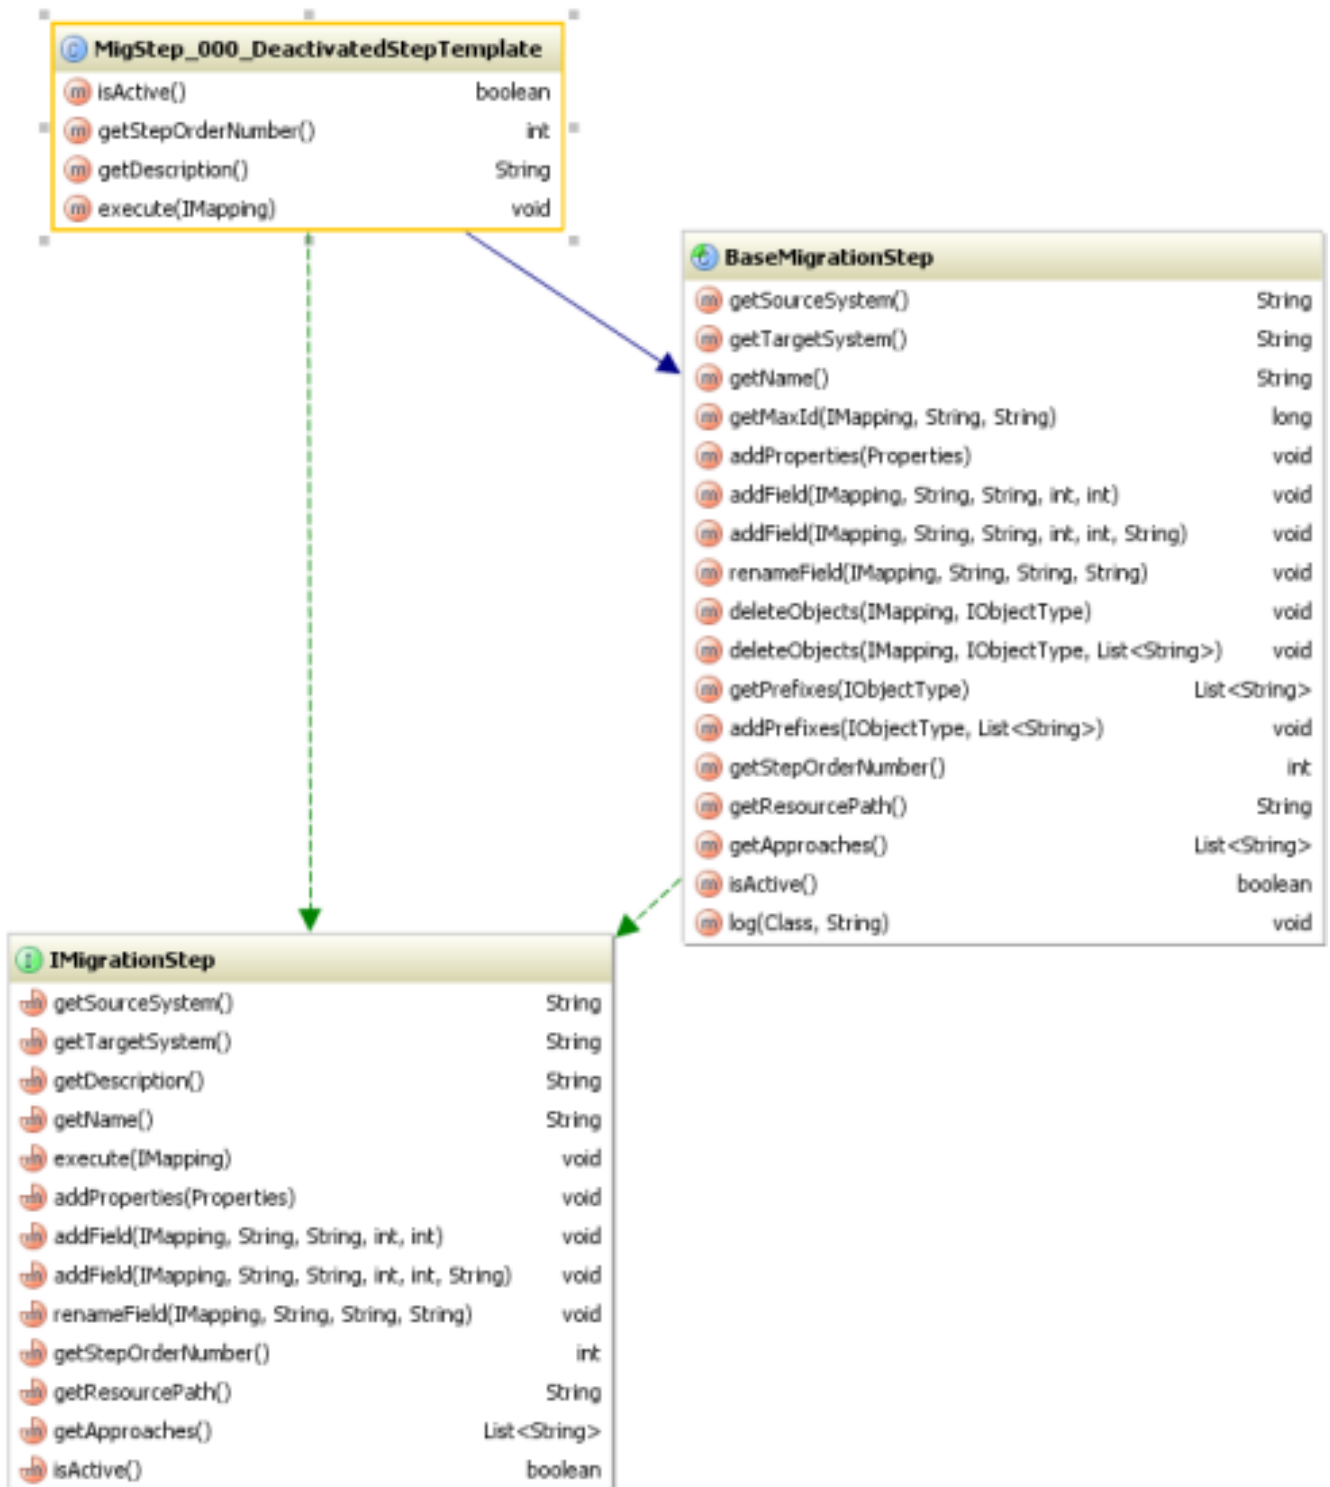 MigStep_000_DeactivatedStepTemplate
isActive() boolean
getStepOrderNumber() int
getDescription() String
execute(IMapping) void
BaseMigrationStep
getSourceSystem() String
getTargetSystem() String
getName() String
getMaxId(IMapping, String, String) long
addProperties(Properties) void
addField(IMapping, String, String, int, int) void
addField(IMapping, String, String, int, int, String) void
renameField(IMapping, String, String, String) void
deleteObjects(IMapping, IObjectType) void
deleteObjects(IMapping, IObjectType, List<String>) void
getPrefixes(IObjectType) List<String>
addPrefixes(IObjectType, List<String>) void
getStepOrderNumber() int
getResourcePath() String
getApproaches() List<String>
isActive() boolean
log(Class, String) void
IMigrationStep
getSourceSystem() String
getTargetSystem() String
getDescription() String
getName() String
execute(IMapping) void
addProperties(Properties) void
addField(IMapping, String, String, int, int) void
addField(IMapping, String, String, int, int, String) void
renameField(IMapping, String, String, String) void
getStepOrderNumber() int
getResourcePath() String
getApproaches() List<String>
isActive() boolean